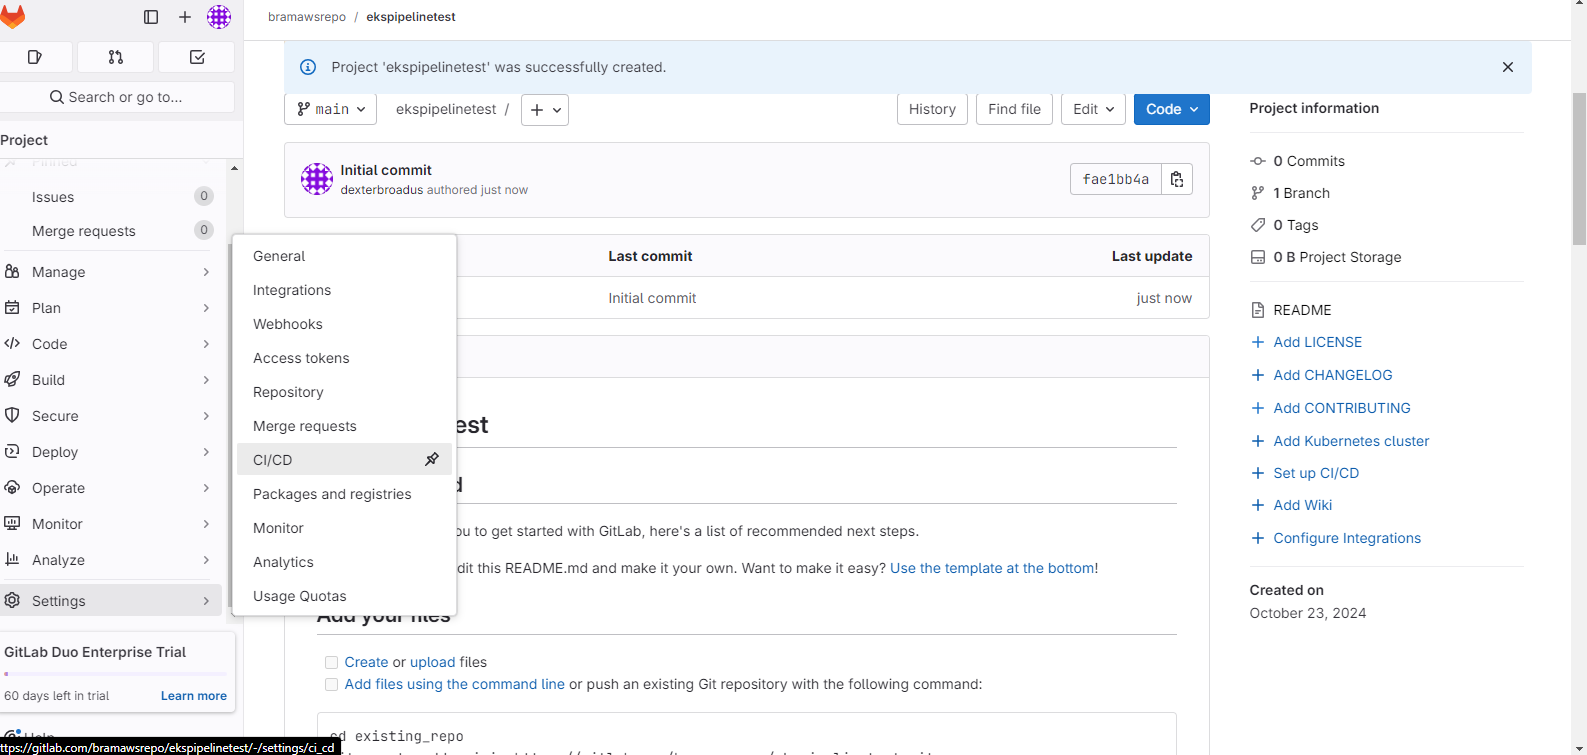 bramawsrepo / ekspipelinetest
Project 'ekspipelinetest' was successfully created.
Search or go to...
Project
Pinned
Issues 0
Merge requests 0
Manage
Plan
Code
Build
Secure
Deploy
Operate
Monitor
Analyze
Settings
GitLab Duo Enterprise Trial
60 days left in trial Learn more
Help
ttps://gitlab.com/bramawsrepo/ekspipelinetest/-/settings/ci_cd
General
Integrations
Webhooks
Access tokens
Repository
Merge requests
CI/CD
Packages and registries
Monitor
Analytics
Usage Quotas
main ekspipelinetest / + History Find file Edit Code
Initial commit
dexterbroadus authored just now
fae1bb4a
Last commit Last update
Initial commit just now
est
d
ou to get started with GitLab, here's a list of recommended next steps.
dit this README.md and make it your own. Want to make it easy? Use the template at the bottom!
Add your files
Create or upload files
Add files using the command line or push an existing Git repository with the following command:
cd existing_repo
Project information
0 Commits
1 Branch
0 Tags
0 B Project Storage
README
+ Add LICENSE
+ Add CHANGELOG
+ Add CONTRIBUTING
+ Add Kubernetes cluster
+ Set up CI/CD
+ Add Wiki
+ Configure Integrations
Created on
October 23, 2024